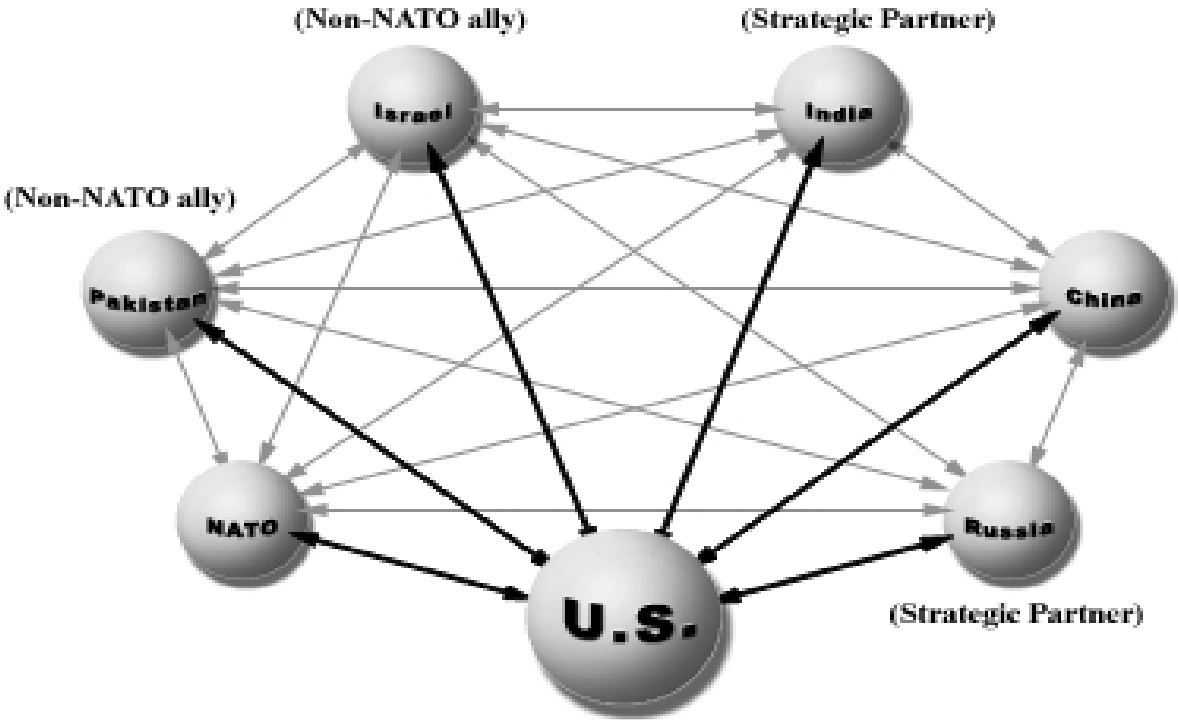 (Non-NATO ally)
(Strategic Partner)
Israel
India
(Non-NATO ally)
Pakistan
China
NATO
Russia
U.S.
(Strategic Partner)